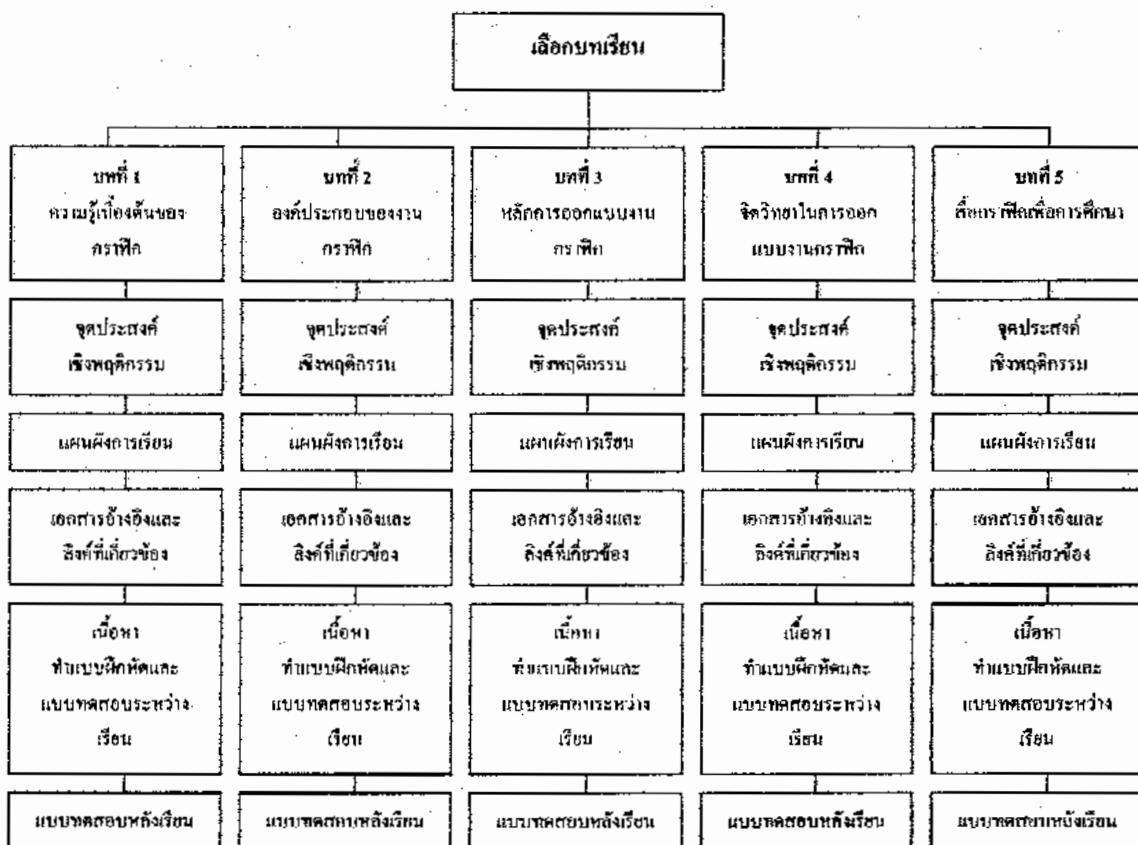 เลือกบทเรียน
บทที่ 1
ความรู้เบื้องต้นของ
กราฟิก
บทที่ 2
องค์ประกอบของงาน
กราฟิก
บทที่ 3
หลักการออกแบบงาน
กราฟิก
บทที่ 4
จิตวิทยาในการออก
แบบงานกราฟิก
บทที่ 5
สื่อกราฟิกเพื่อการศึกษา
จุดประสงค์
เชิงพฤติกรรม
จุดประสงค์
เชิงพฤติกรรม
จุดประสงค์
เชิงพฤติกรรม
จุดประสงค์
เชิงพฤติกรรม
จุดประสงค์
เชิงพฤติกรรม
แผนผังการเรียน
แผนผังการเรียน
แผนผังการเรียน
แผนผังการเรียน
แผนผังการเรียน
เอกสารอ้างอิงและ
ลิงค์ที่เกี่ยวข้อง
เอกสารอ้างอิงและ
ลิงค์ที่เกี่ยวข้อง
เอกสารอ้างอิงและ
ลิงค์ที่เกี่ยวข้อง
เอกสารอ้างอิงและ
ลิงค์ที่เกี่ยวข้อง
เอกสารอ้างอิงและ
ลิงค์ที่เกี่ยวข้อง
เนื้อหา
ทำแบบฝึกหัดและ
แบบทดสอบระหว่าง
เรียน
เนื้อหา
ทำแบบฝึกหัดและ
แบบทดสอบระหว่าง
เรียน
เนื้อหา
ทำแบบฝึกหัดและ
แบบทดสอบระหว่าง
เรียน
เนื้อหา
ทำแบบฝึกหัดและ
แบบทดสอบระหว่าง
เรียน
เนื้อหา
ทำแบบฝึกหัดและ
แบบทดสอบระหว่าง
เรียน
แบบทดสอบหลังเรียน
แบบทดสอบหลังเรียน
แบบทดสอบหลังเรียน
แบบทดสอบหลังเรียน
แบบทดสอบหลังเรียน